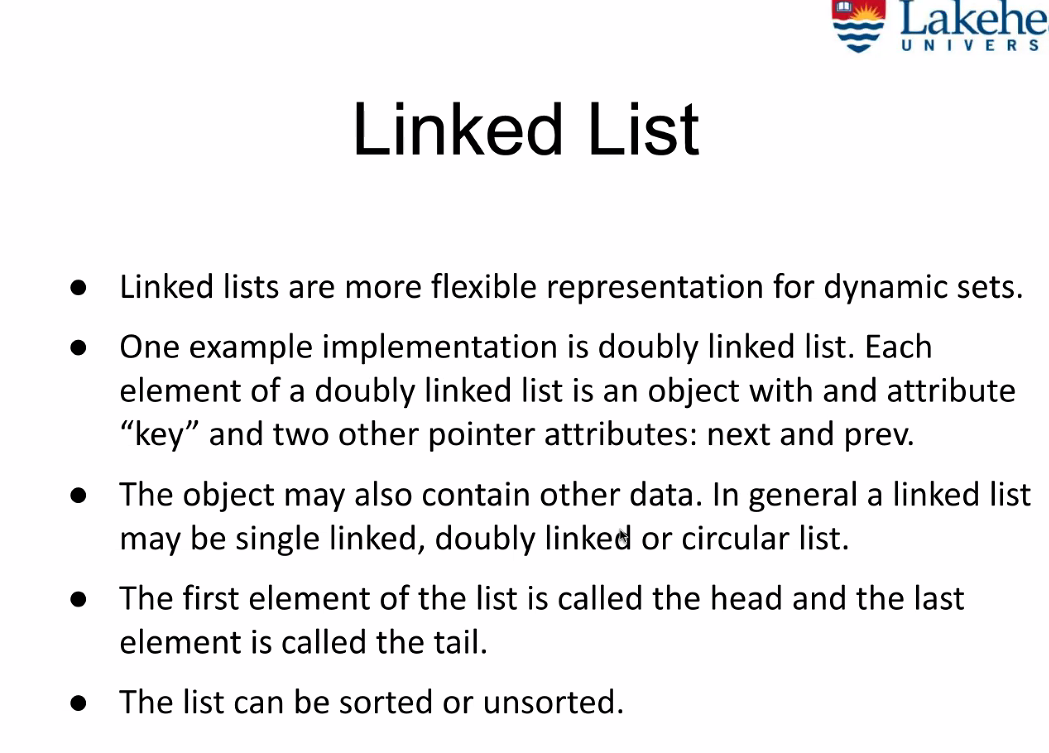 UNIVERS
Linked List
● Linked lists are more flexible representation for dynamic sets.
● One example implementation is doubly linked list. Each
element of a doubly linked list is an object with and attribute
“key” and two other pointer attributes: next and prev.
● The object may also contain other data. In general a linked list
may be single linked, doubly linked or circular list.
● The first element of the list is called the head and the last
element is called the tail.
● The list can be sorted or unsorted.